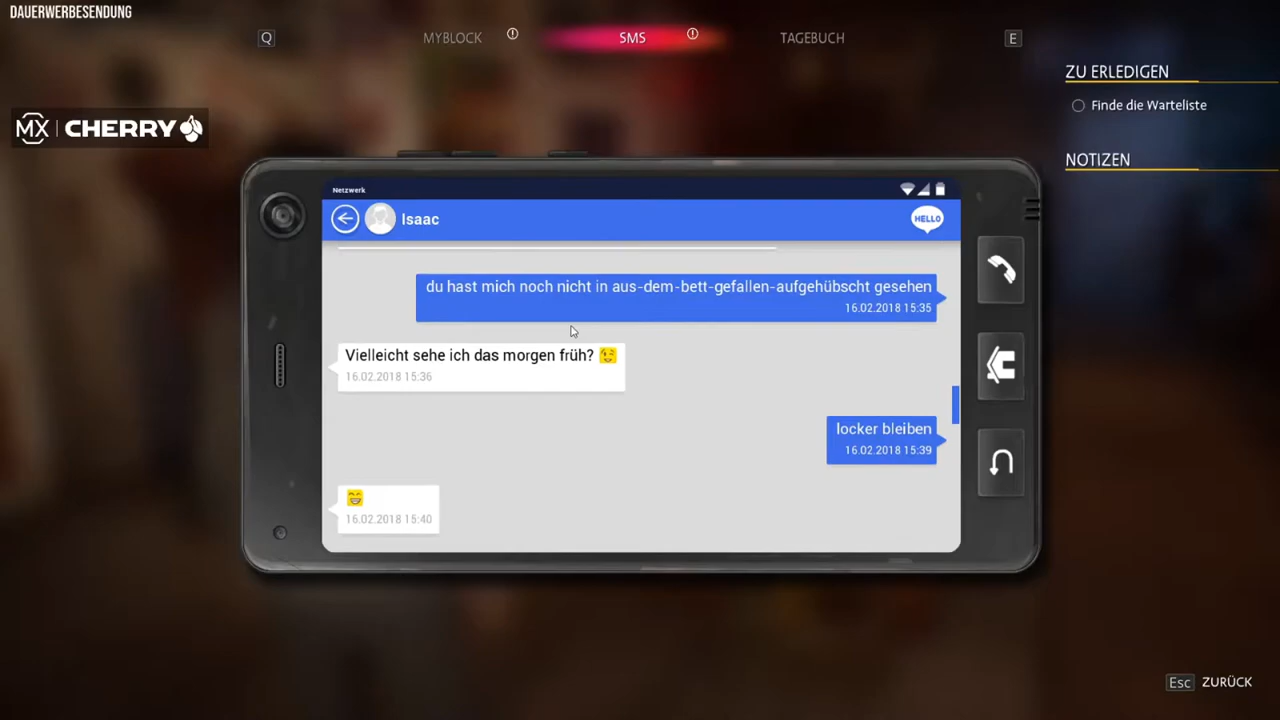 DAUERWERBESENDUNG
Q
MYBLOCK
SMS
TAGEBUCH
E
ZU ERLEDIGEN
Finde die Warteliste
NOTIZEN
MX | CHERRY
Netzwerk
Isaac
HELLO
du hast mich noch nicht in aus-dem-bett-gefallen-aufgehübscht gesehen
16.02.2018 15:35
Vielleicht sehe ich das morgen früh? 😉
16.02.2018 15:36
locker bleiben
16.02.2018 15:39
😄
16.02.2018 15:40
Esc ZURÜCK